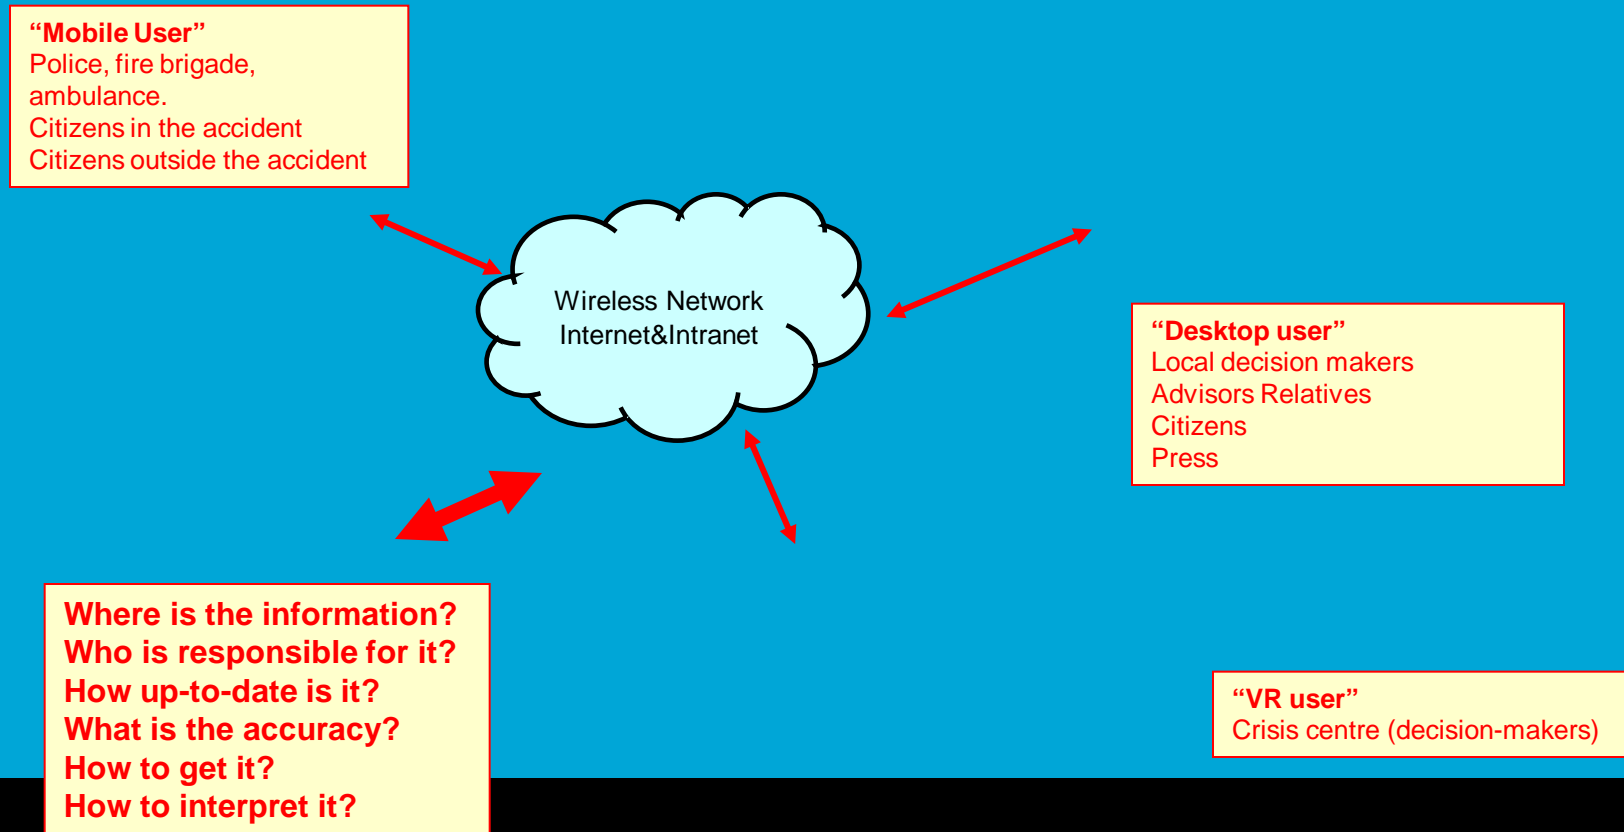 “Mobile User”
Police, fire brigade,
ambulance.
Citizens in the accident
Citizens outside the accident
Wireless Network
Internet&Intranet
“Desktop user”
Local decision makers
Advisors Relatives
Citizens
Press
Where is the information?
Who is responsible for it?
How up-to-date is it?
What is the accuracy?
How to get it?
How to interpret it?
“VR user”
Crisis centre (decision-makers)